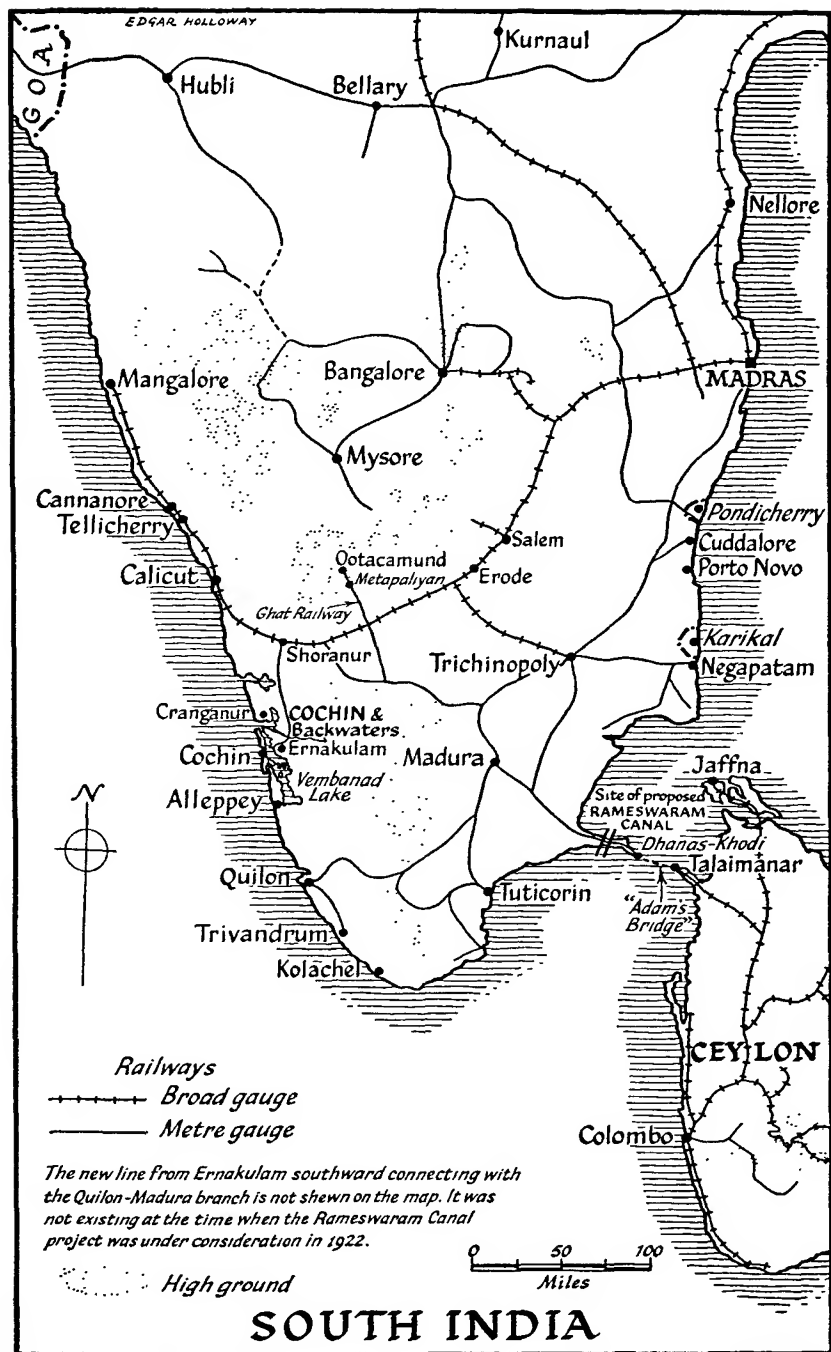 EDGAR HOLLOWAY
GOA
Kurnaul
Hubli
Bellary
Nellore
Mangalore
Bangalore
MADRAS
Mysore
Cannanore
Tellicherry
Pondicherry
Cuddalore
Porto Novo
Salem
Ootacamund
Metapaliyan
Erode
Calicut
Ghat Railway
Shoranur
Karikal
Trichinopoly
Negapatam
Cranganur
COCHIN &
Backwaters.
Ernakulam
Cochin
Madura
Vembanad
Lake
Alleppey
Jaffna
Site of proposed
RAMESWARAM
CANAL
Dhanas-Khodi
Talaimanar
N
Quilon
Tuticorin
"Adam's
Bridge"
Trivandrum
Kolachel
CEYLON
Railways
Broad gauge
Metre gauge
Colombo
The new line from Ernakulam southward connecting with
the Quilon-Madura branch is not shewn on the map. It was
not existing at the time when the Rameswaram Canal
project was under consideration in 1922.
0 50 100
Miles
High ground
SOUTH INDIA